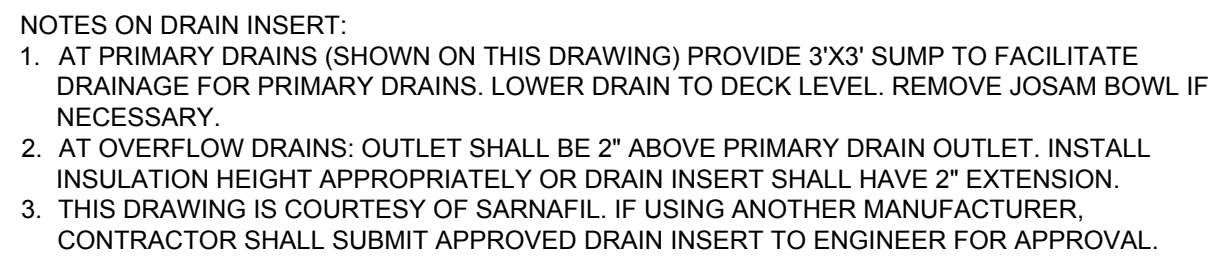 NOTES ON DRAIN INSERT:
1. AT PRIMARY DRAINS (SHOWN ON THIS DRAWING) PROVIDE 3'X3' SUMP TO FACILITATE
DRAINAGE FOR PRIMARY DRAINS. LOWER DRAIN TO DECK LEVEL. REMOVE JOSAM BOWL IF
NECESSARY.
2. AT OVERFLOW DRAINS: OUTLET SHALL BE 2" ABOVE PRIMARY DRAIN OUTLET. INSTALL
INSULATION HEIGHT APPROPRIATELY OR DRAIN INSERT SHALL HAVE 2" EXTENSION.
3. THIS DRAWING IS COURTESY OF SARNAFIL. IF USING ANOTHER MANUFACTURER,
CONTRACTOR SHALL SUBMIT APPROVED DRAIN INSERT TO ENGINEER FOR APPROVAL.